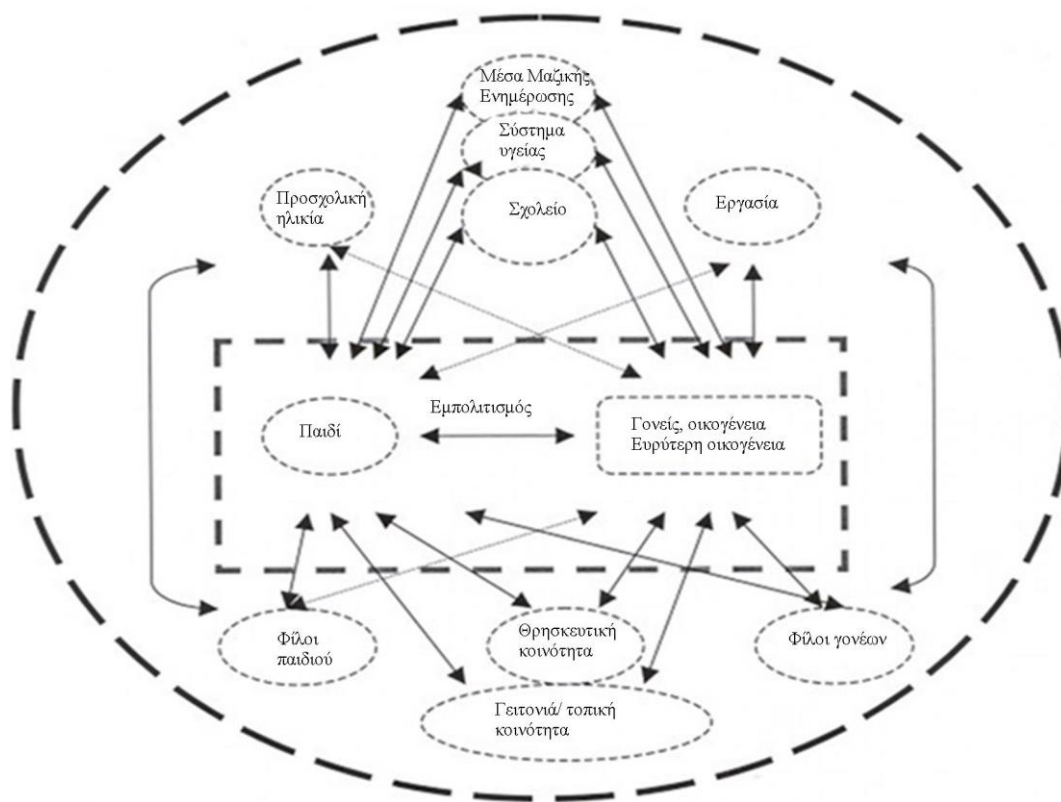 Μέσα Μαζικής
Ενημέρωσης
Σύστημα
υγείας
Προσχολική
ηλικία
Σχολείο
Εργασία
Εμπολιτισμός
Παιδί
Γονείς, οικογένεια
Ευρύτερη οικογένεια
Φίλοι
παιδιού
Θρησκευτική
κοινότητα
Φίλοι γονέων
Γειτονιά/ τοπική
κοινότητα